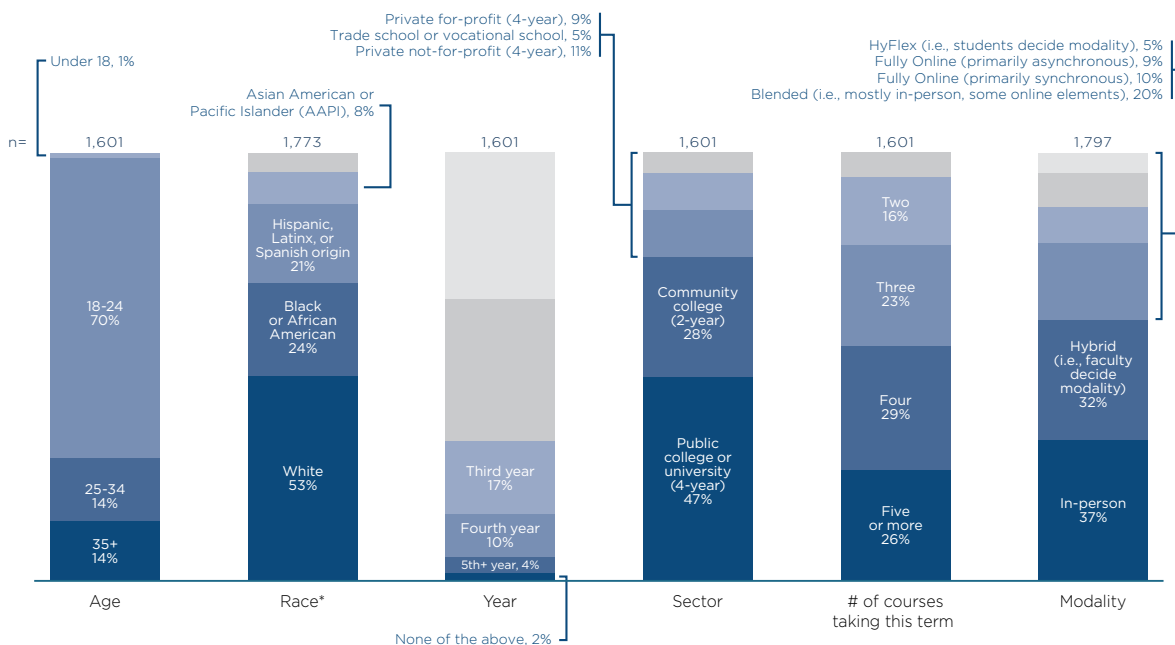 Private for-profit (4-year), 9%
Trade school or vocational school, 5%
Private not-for-profit (4-year), 11%
HyFlex (i.e., students decide modality), 5%
Fully Online (primarily asynchronous), 9%
Fully Online (primarily synchronous), 10%
Blended (i.e., mostly in-person, some online elements), 20%
Under 18, 1%
Asian American or
Pacific Islander (AAPI), 8%
n=
1,601
1,773
1,601
1,601
1,601
1,797
18-24
70%
25-34
14%
35+
14%
Hispanic,
Latinx, or
Spanish origin
21%
Black
or African
American
24%
White
53%
Third year
17%
Fourth year
10%
5th+ year, 4%
Community
college
(2-year)
28%
Public
college or
university
(4-year)
47%
Two
16%
Three
23%
Four
29%
Five
or more
26%
Hybrid
(i.e., faculty
decide
modality)
32%
In-person
37%
Age
Race*
Year
Sector
# of courses
taking this term
Modality
None of the above, 2%